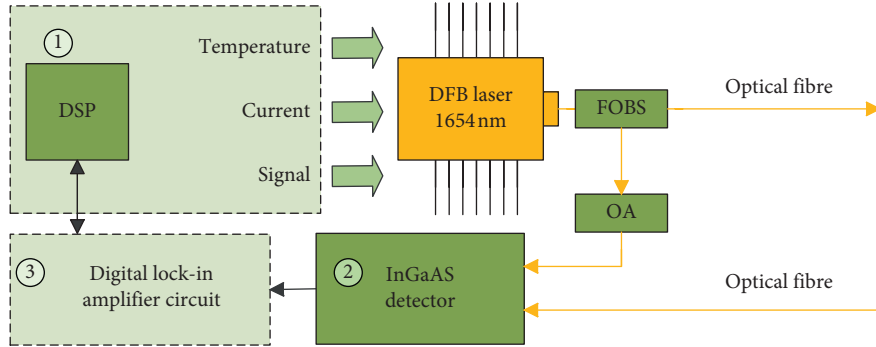 1
DSP
Temperature
Current
Signal
DFB laser
1654 nm
FOBS
Optical fibre
OA
3
Digital lock-in
amplifier circuit
2
InGaAS
detector
Optical fibre